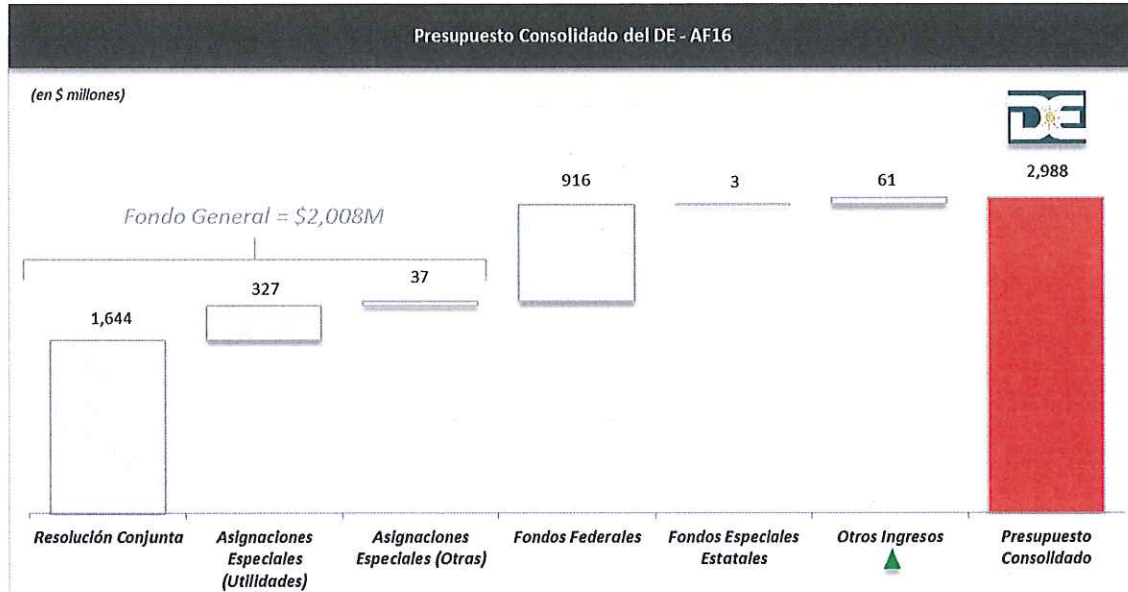 Presupuesto Consolidado del DE - AF16
(en $ millones)
DE
2,988
916
3
61
Fondo General = $2,008M
327
37
1,644
Resolución Conjunta
Asignaciones
Especiales
(Utilidades)
Asignaciones
Especiales (Otras)
Fondos Federales
Fondos Especiales
Estatales
Otros Ingresos
Presupuesto
Consolidado